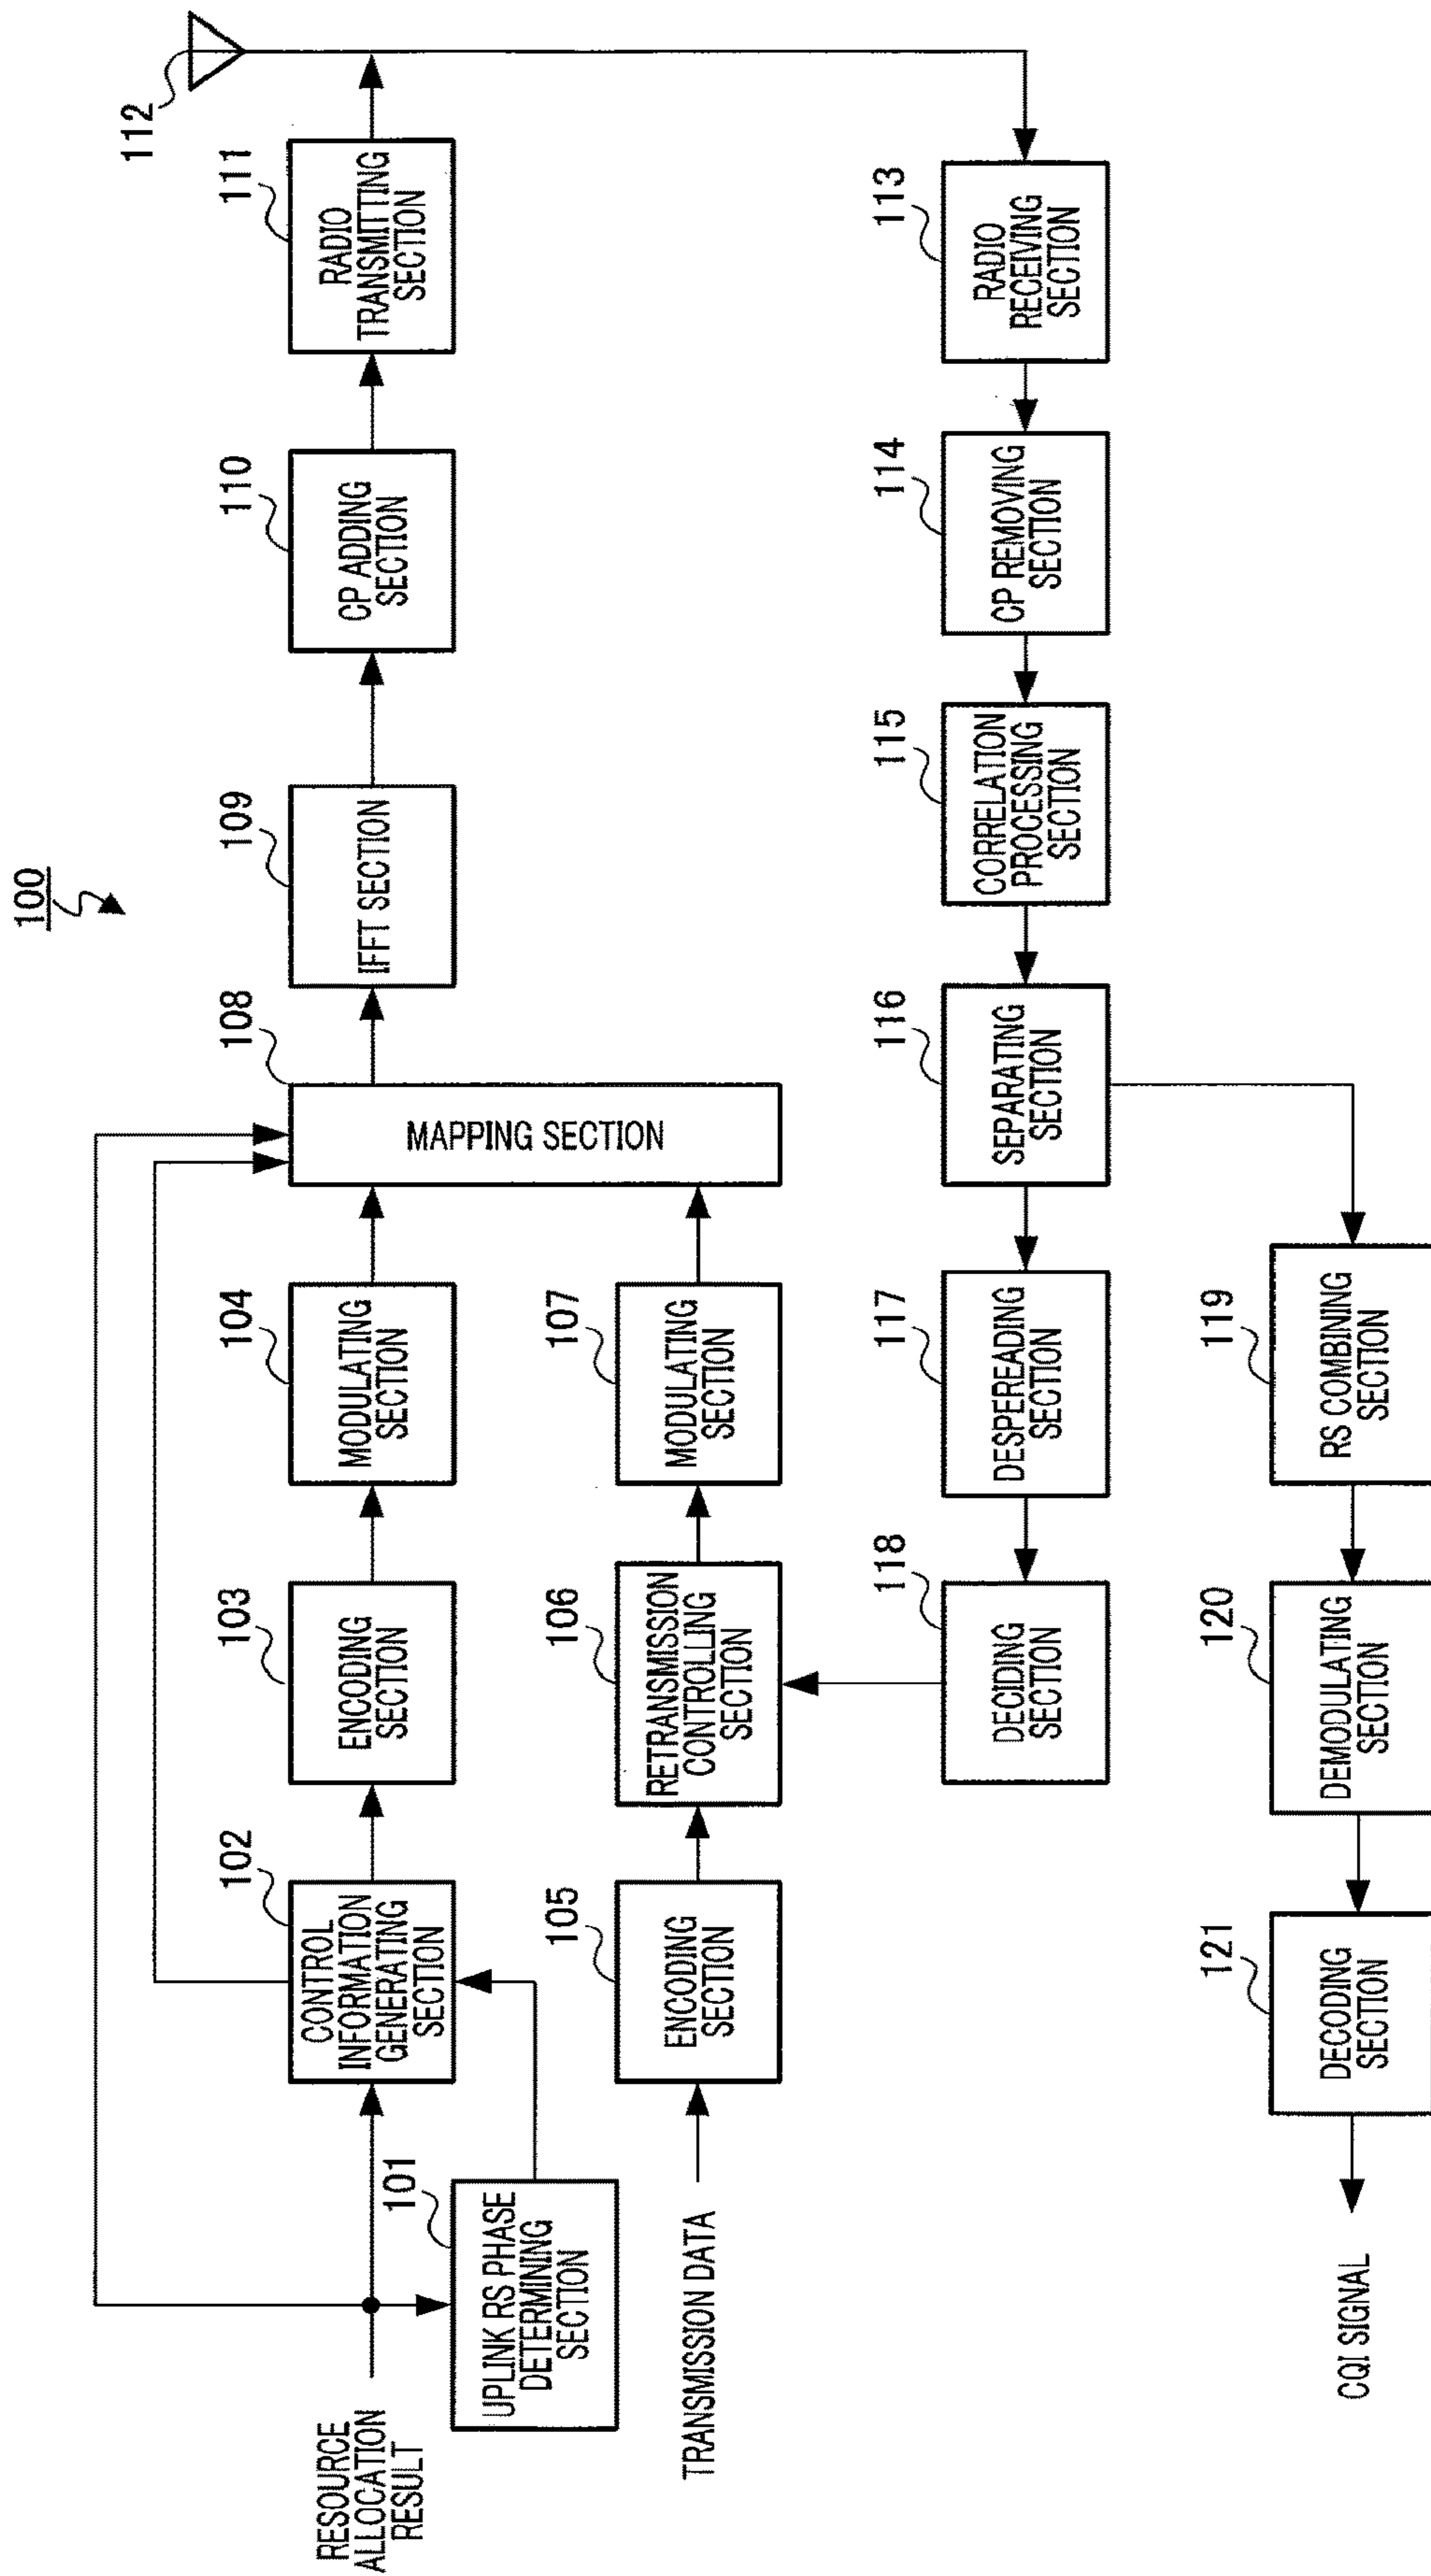 100
RESOURCE
ALLOCATION
RESULT
101
UPLINK RS PHASE
DETERMINING
SECTION
102
CONTROL
INFORMATION
GENERATING
SECTION
103
ENCODING
SECTION
104
MODULATING
SECTION
TRANSMISSION DATA
105
ENCODING
SECTION
106
RETRANSMISSION
CONTROLLING
SECTION
107
MODULATING
SECTION
108
MAPPING SECTION
109
IFFT SECTION
110
CP ADDING
SECTION
111
RADIO
TRANSMITTING
SECTION
112
113
RADIO
RECEIVING
SECTION
114
CP REMOVING
SECTION
115
CORRELATION
PROCESSING
SECTION
116
SEPARATING
SECTION
117
DESPEREADING
SECTION
118
DECIDING
SECTION
119
RS COMBINING
SECTION
120
DEMODULATING
SECTION
121
DECODING
SECTION
CQI SIGNAL